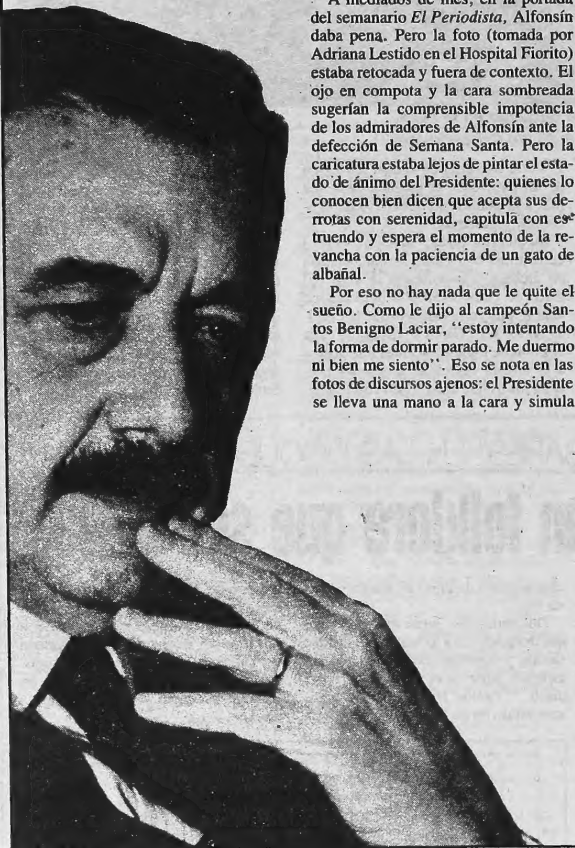 A mediados de mes, en la portada
del semanario El Periodista, Alfonsín
daba pena. Pero la foto (tomada por
Adriana Lestido en el Hospital Fiorito)
estaba retocada y fuera de contexto. El
ojo en compota y la cara sombreada
sugerían la comprensible impotencia
de los admiradores de Alfonsín ante la
defección de Semana Santa. Pero la
caricatura estaba lejos de pintar el esta-
do de ánimo del Presidente: quienes lo
conocen bien dicen que acepta sus de-
rrotas con serenidad, capitula con es-
truendo y espera el momento de la re-
vancha con la paciencia de un gato de
albañal.
Por eso no hay nada que le quite el
sueño. Como le dijo al campeón San-
tos Benigno Laciar, “estoy intentando
la forma de dormir parado. Me duermo
ni bien me siento”. Eso se nota en las
fotos de discursos ajenos: el Presidente
se lleva una mano a la cara y simula